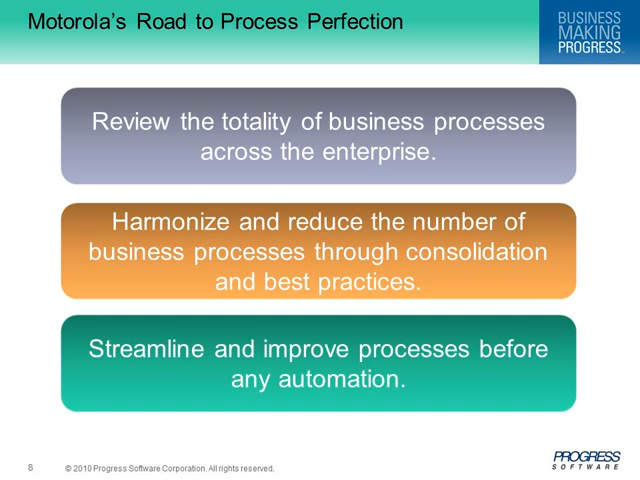 Motorola’s Road to Process Perfection
BUSINESS
MAKING
PROGRESS
Review the totality of business processes
across the enterprise.
Harmonize and reduce the number of
business processes through consolidation
and best practices.
Streamline and improve processes before
any automation.
8
© 2010 Progress Software Corporation. All rights reserved.
PROGRESS
SOFTWARE